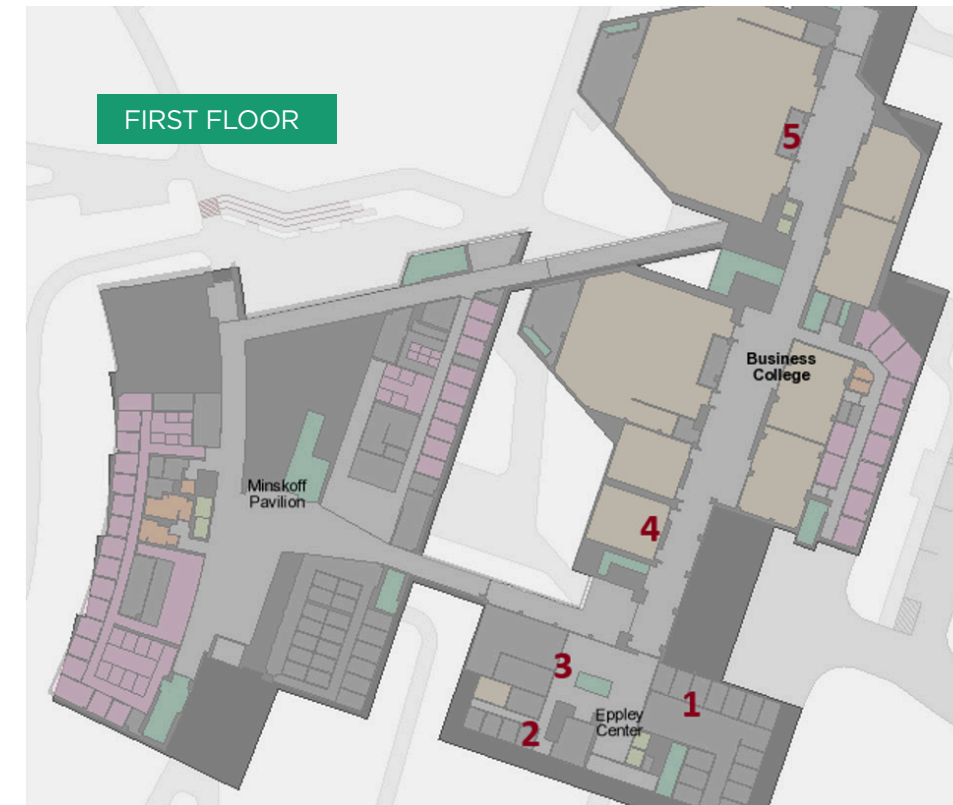 FIRST FLOOR
5
Business
College
Minskoff
Pavilion
4
3
1
Eppley
Center
2